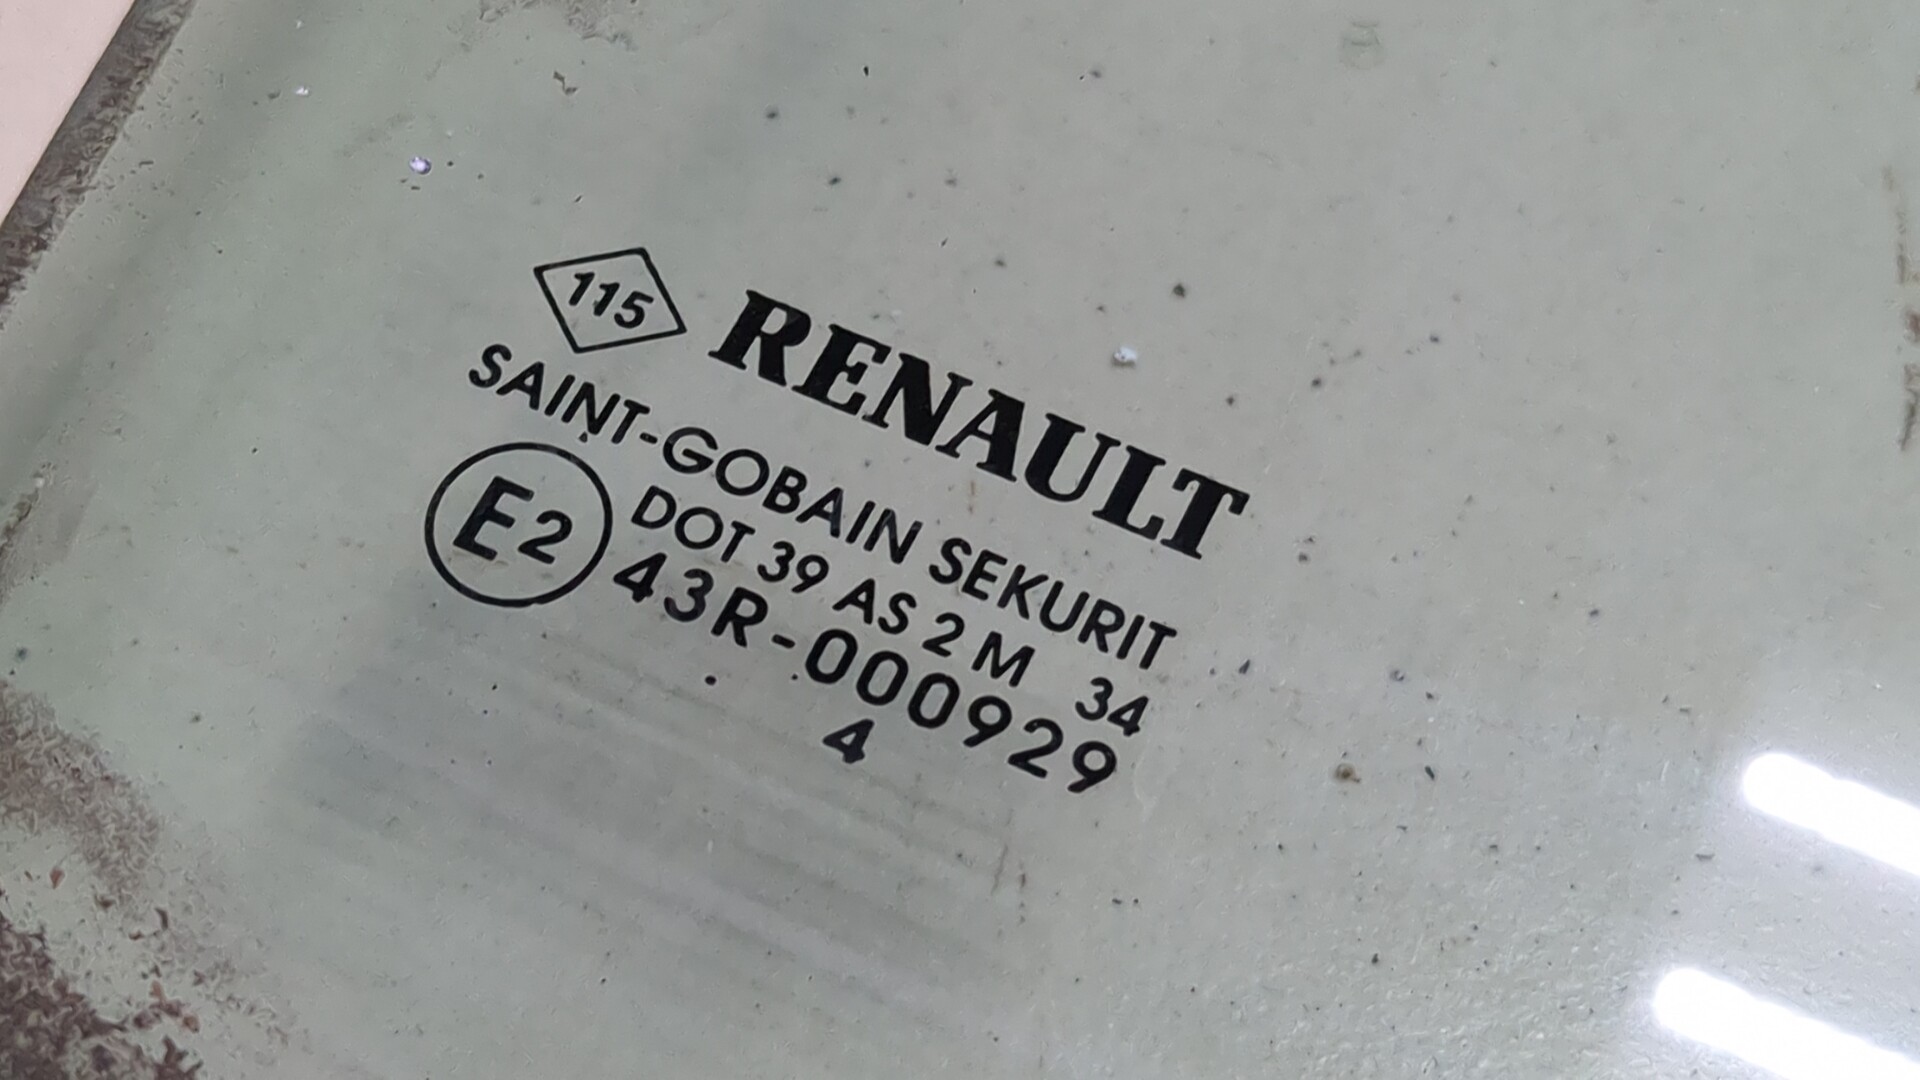 115 RENAULT
SAINT-GOBAIN SEKURIT
E2 DOT 39 AS 2 M 34
43R-000929
4